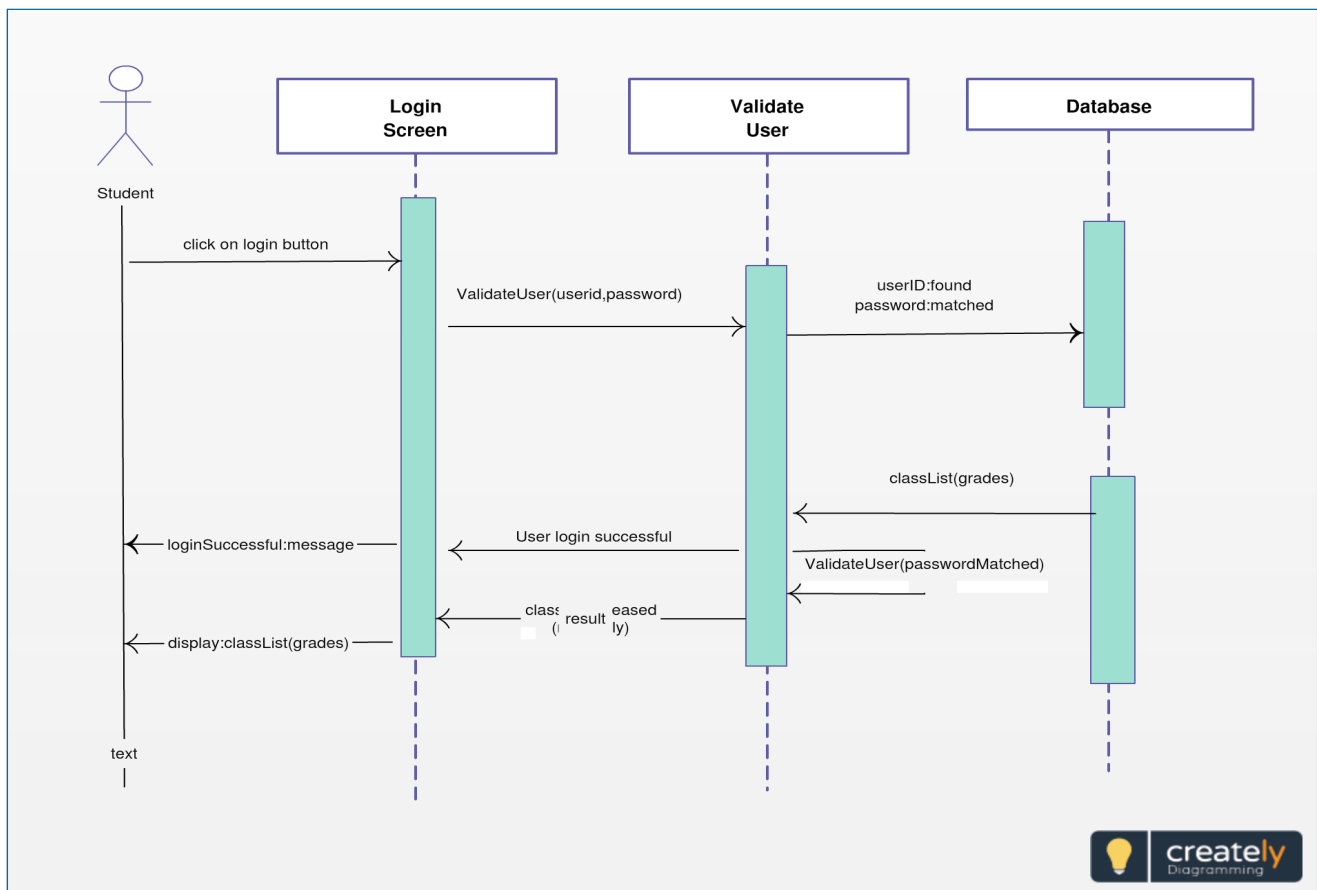 Login
Screen
Validate
User
Database
Student
click on login button
ValidateUser(userid,password)
userID:found
password:matched
classList(grades)
User login successful
loginSuccessful:message
ValidateUser(passwordMatched)
result
display:classList(grades)
text
creately
Diagramming